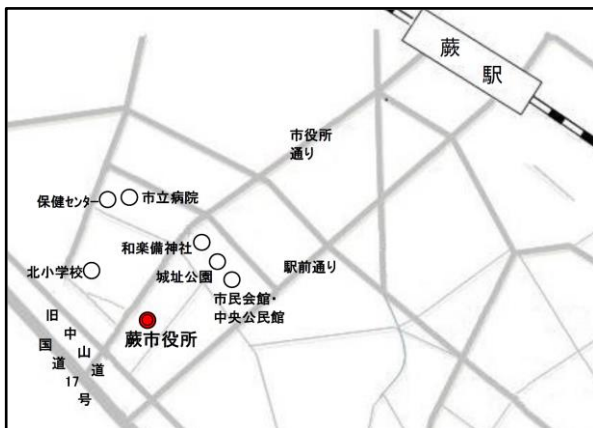 蕨駅
市役所
通り
保健センター
市立病院
和楽備神社
城址公園
駅前通り
市民会館・
中央公民館
北小学校
蕨市役所
旧中山道
国道17号